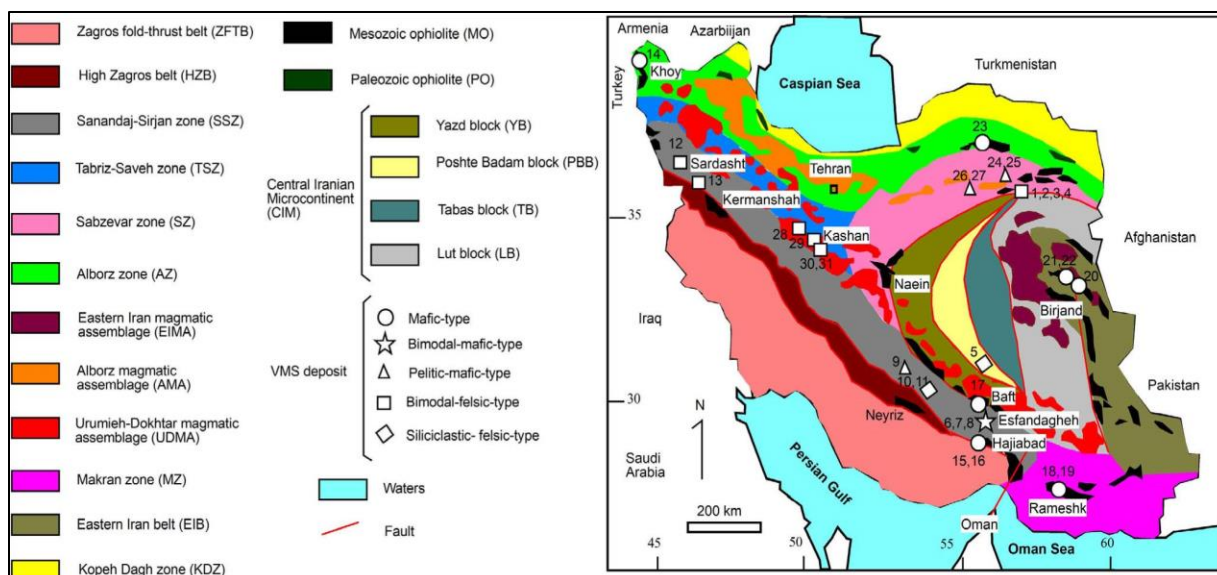 Zagros fold-thrust belt (ZFTB)
High Zagros belt (HZB)
Sanandaj-Sirjan zone (SSZ)
Tabriz-Saveh zone (TSZ)
Sabzevar zone (SZ)
Alborz zone (AZ)
Eastern Iran magmatic
assemblage (EIMA)
Alborz magmatic
assemblage (AMA)
Urumieh-Dokhtar magmatic
assemblage (UDMA)
Makran zone (MZ)
Eastern Iran belt (EIB)
Kopeh Dagh zone (KDZ)
Mesozoic ophiolite (MO)
Paleozoic ophiolite (PO)
Central Iranian
Microcontinent
(CIM)
Yazd block (YB)
Poshte Badam block (PBB)
Tabas block (TB)
Lut block (LB)
VMS deposit
Mafic-type
Bimodal-mafic-type
Pelitic-mafic-type
Bimodal-felsic-type
Siliciclastic- felsic-type
Waters
Fault
Armenia
Azarbiijan
Turkey
14
Khoy
Caspian Sea
Turkmenistan
12
Sardasht
13
Tehran
23
24, 25
26, 27
1,2,3,4
Kermanshah
35
28
29
Kashan
30, 31
Afghanistan
21, 22
20
Naein
Birjand
Iraq
5
9
10, 11
17
Baft
Pakistan
30
Neyriz
N
6,7,8
Esfandagheh
Hajiabad
15, 16
Saudi
Arabia
Persian Gulf
18, 19
Rameshk
200 km
Oman
Oman Sea
45
50
55
60